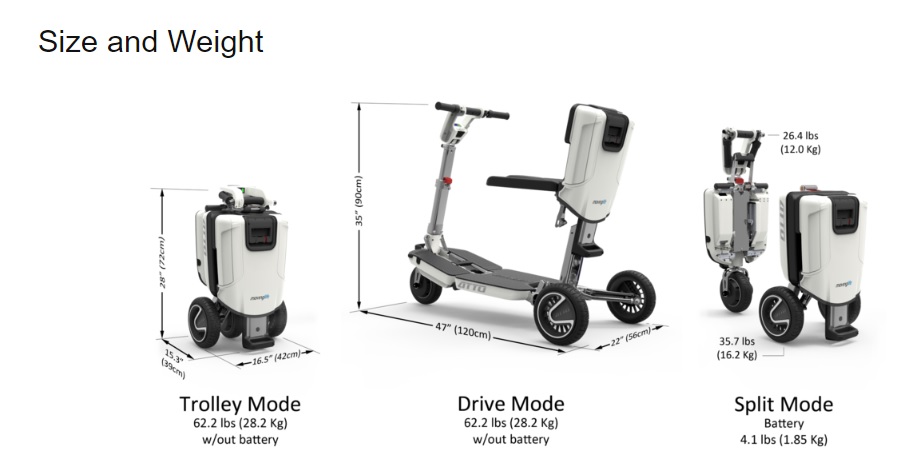 Size and Weight
28" (72cm)
15.3"
(39cm)
16.5" (42cm)
Trolley Mode
62.2 lbs (28.2 Kg)
w/out battery
35" (90cm)
ATTO
47" (120cm)
22" (56cm)
Drive Mode
62.2 lbs (28.2 Kg)
w/out battery
26.4 lbs
(12.0 Kg)
35.7 lbs
(16.2 Kg)
Split Mode
Battery
4.1 lbs (1.85 Kg)